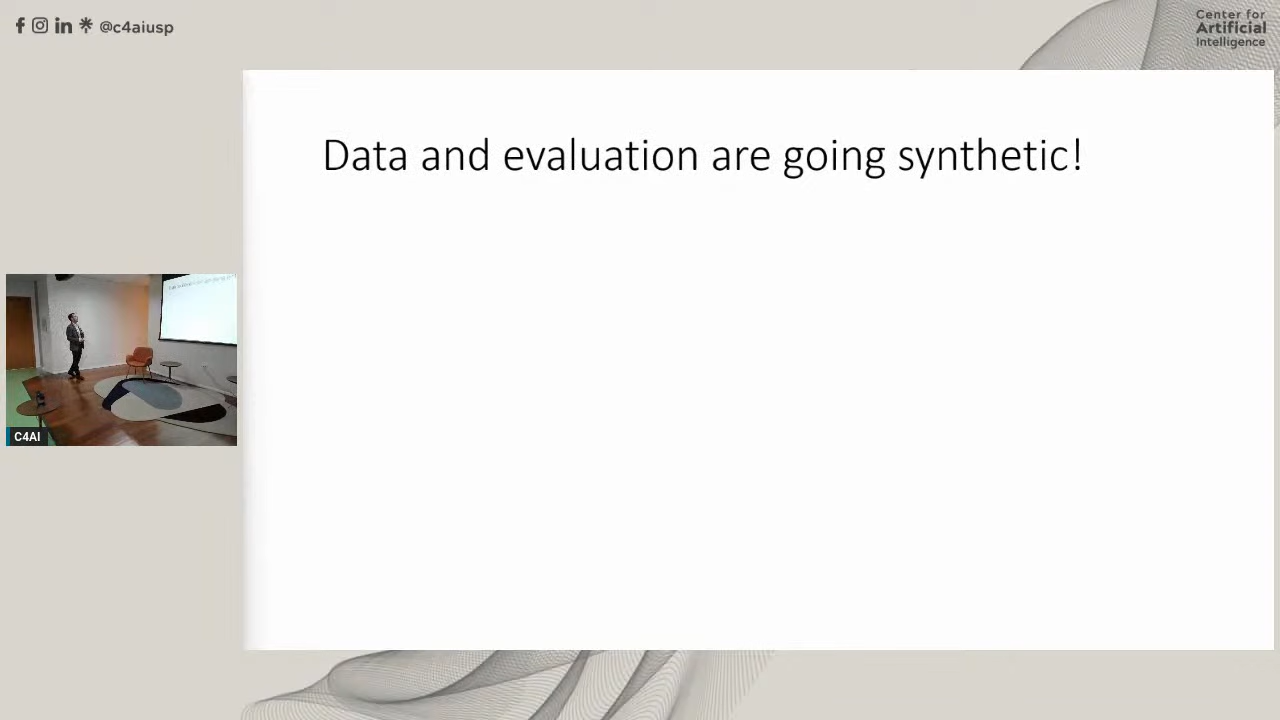 @c4aiusp
Center for
Artificial
Intelligence
Data and evaluation are going synthetic!
C4AI